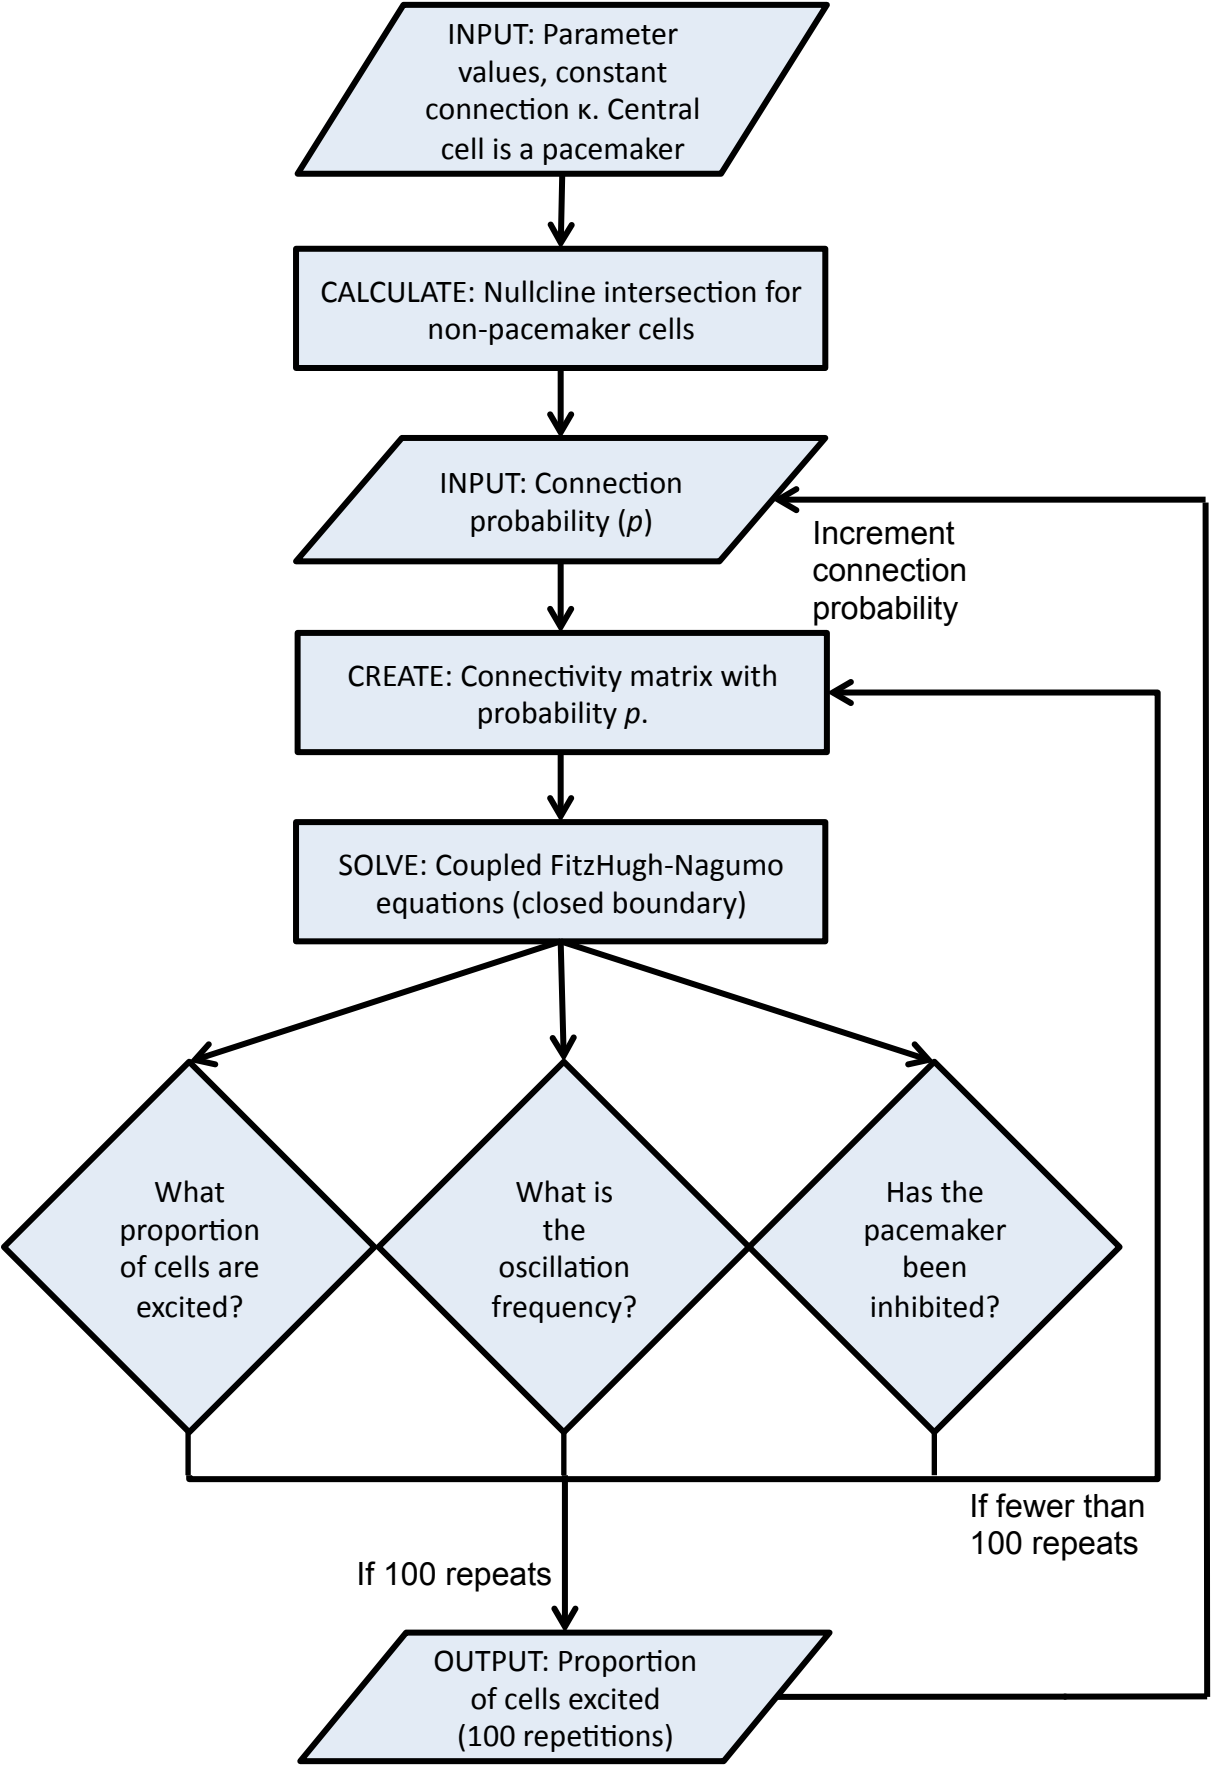 INPUT: Parameter
values, constant
connection κ. Central
cell is a pacemaker
CALCULATE: Nullcline intersection for
non-pacemaker cells
INPUT: Connection
probability (p)
Increment
connection
probability
CREATE: Connectivity matrix with
probability p.
SOLVE: Coupled FitzHugh-Nagumo
equations (closed boundary)
What
proportion
of cells are
excited?
What is
the
oscillation
frequency?
Has the
pacemaker
been
inhibited?
If fewer than
100 repeats
If 100 repeats
OUTPUT: Proportion
of cells excited
(100 repetitions)